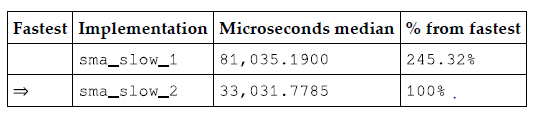 Fastest Implementation Microseconds median % from fastest
sma_slow_1 81,035.1900 245.32%
⇒ sma_slow_2 33,031.7785 100% .